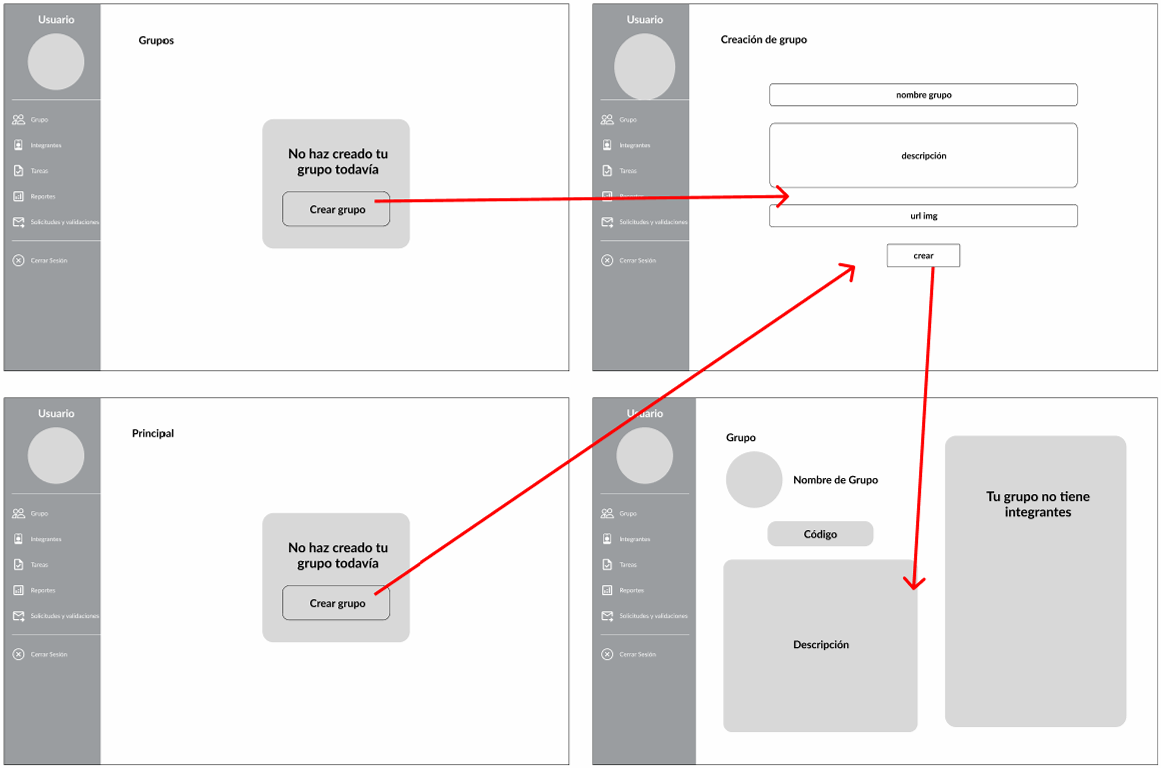 Usuario
Grupo
Integrantes
Tareas
Reportes
Solicitudes y validaciones
Cerrar Sesión
Grupos
No haz creado tu
grupo todavía
Crear grupo
Usuario
Grupo
Integrantes
Tareas
Reportes
Solicitudes y validaciones
Cerrar Sesión
Creación de grupo
nombre grupo
descripción
url img
crear
Usuario
Grupo
Integrantes
Tareas
Reportes
Solicitudes y validaciones
Cerrar Sesión
Principal
No haz creado tu
grupo todavía
Crear grupo
Usuario
Grupo
Integrantes
Tareas
Reportes
Solicitudes y validaciones
Cerrar Sesión
Grupo
Nombre de Grupo
Código
Descripción
Tu grupo no tiene
integrantes